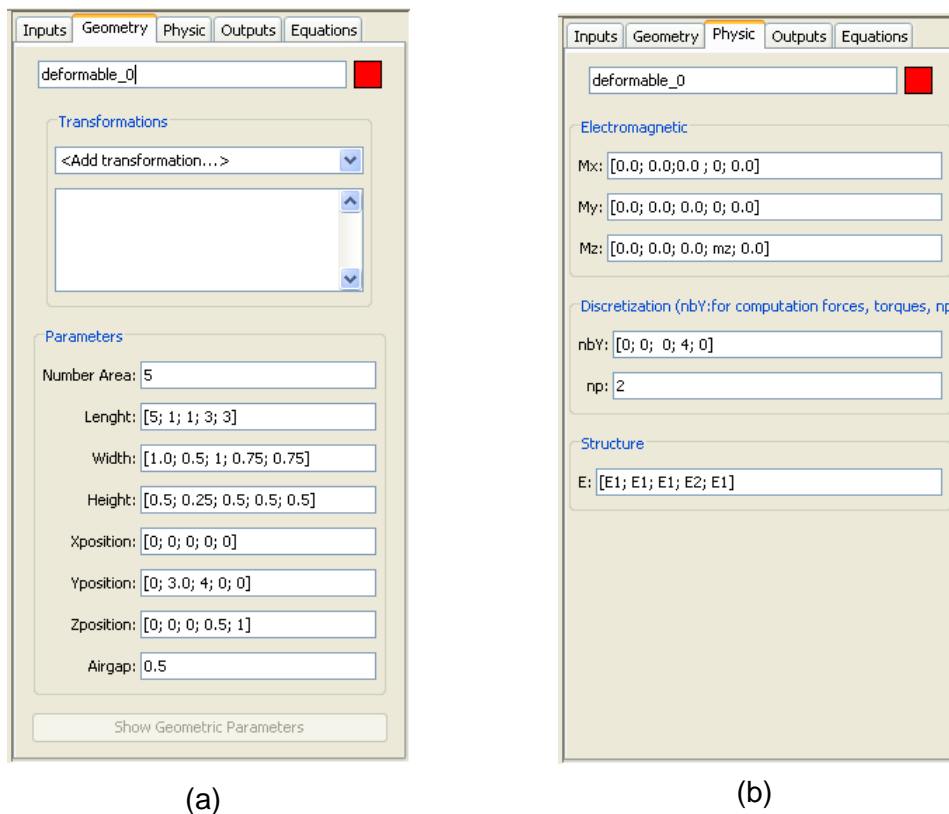 Inputs Geometry Physic Outputs Equations
deformable_0
Transformations
<Add transformation...>
Parameters
Number Area: 5
Lenght: [5; 1; 1; 3; 3]
Width: [1.0; 0.5; 1; 0.75; 0.75]
Height: [0.5; 0.25; 0.5; 0.5; 0.5]
Xposition: [0; 0; 0; 0; 0]
Yposition: [0; 3.0; 4; 0; 0]
Zposition: [0; 0; 0; 0.5; 1]
Airgap: 0.5
Show Geometric Parameters
(a)
Inputs Geometry Physic Outputs Equations
deformable_0
Electromagnetic
Mx: [0.0; 0.0;0.0 ; 0; 0.0]
My: [0.0; 0.0; 0.0; 0; 0.0]
Mz: [0.0; 0.0; 0.0; mz; 0.0]
Discretization (nbY:for computation forces, torques, np
nbY: [0; 0; 0; 4; 0]
np: 2
Structure
E: [E1; E1; E1; E2; E1]
(b)